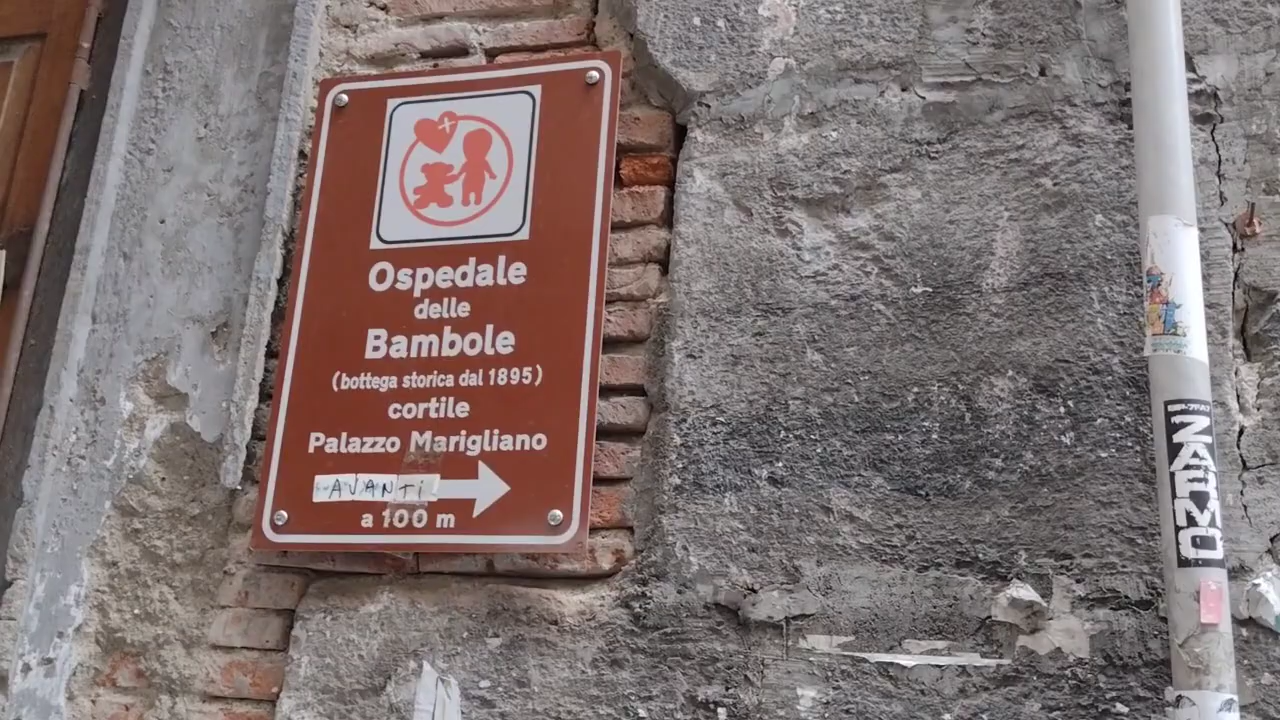 Ospedale
delle
Bambole
(bottega storica dal 1895)
cortile
Palazzo Marigliano
AVANTI
a 100 m
ZARMO